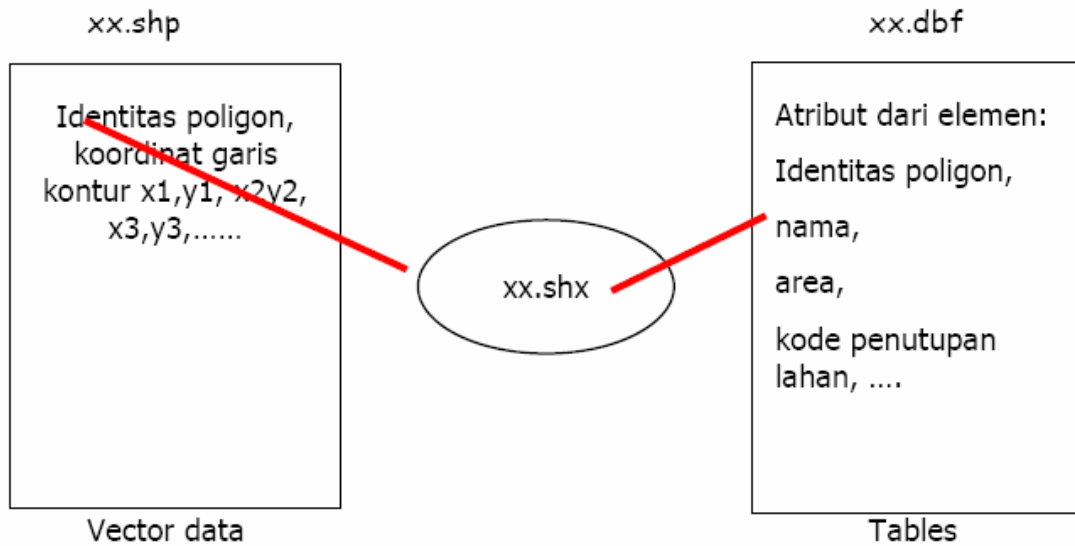 xx.shp
Identitas poligon,
koordinat garis
kontur x1,y1, x2y2,
x3,y3,......
Vector data
xx.shx
xx.dbf
Atribut dari elemen:
Identitas poligon,
nama,
area,
kode penutupan
lahan, ....
Tables